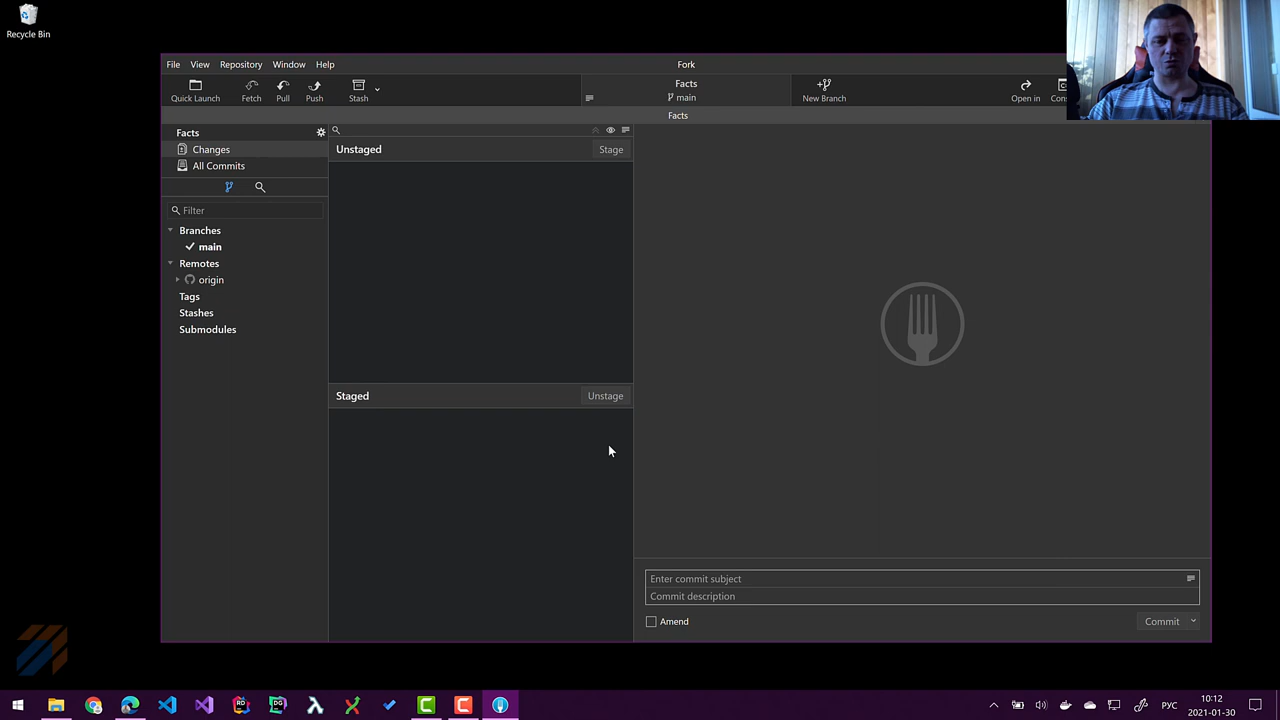 Recycle Bin
File View Repository Window Help
Fork
Quick Launch
Fetch
Pull
Push
Stash
Facts
main
New Branch
Open in
Facts
Facts
Changes
All Commits
Filter
Branches
main
Remotes
origin
Tags
Stashes
Submodules
Unstaged
Stage
Staged
Unstage
Enter commit subject
Commit description
Amend
Commit
РУС
10:12
2021-01-30